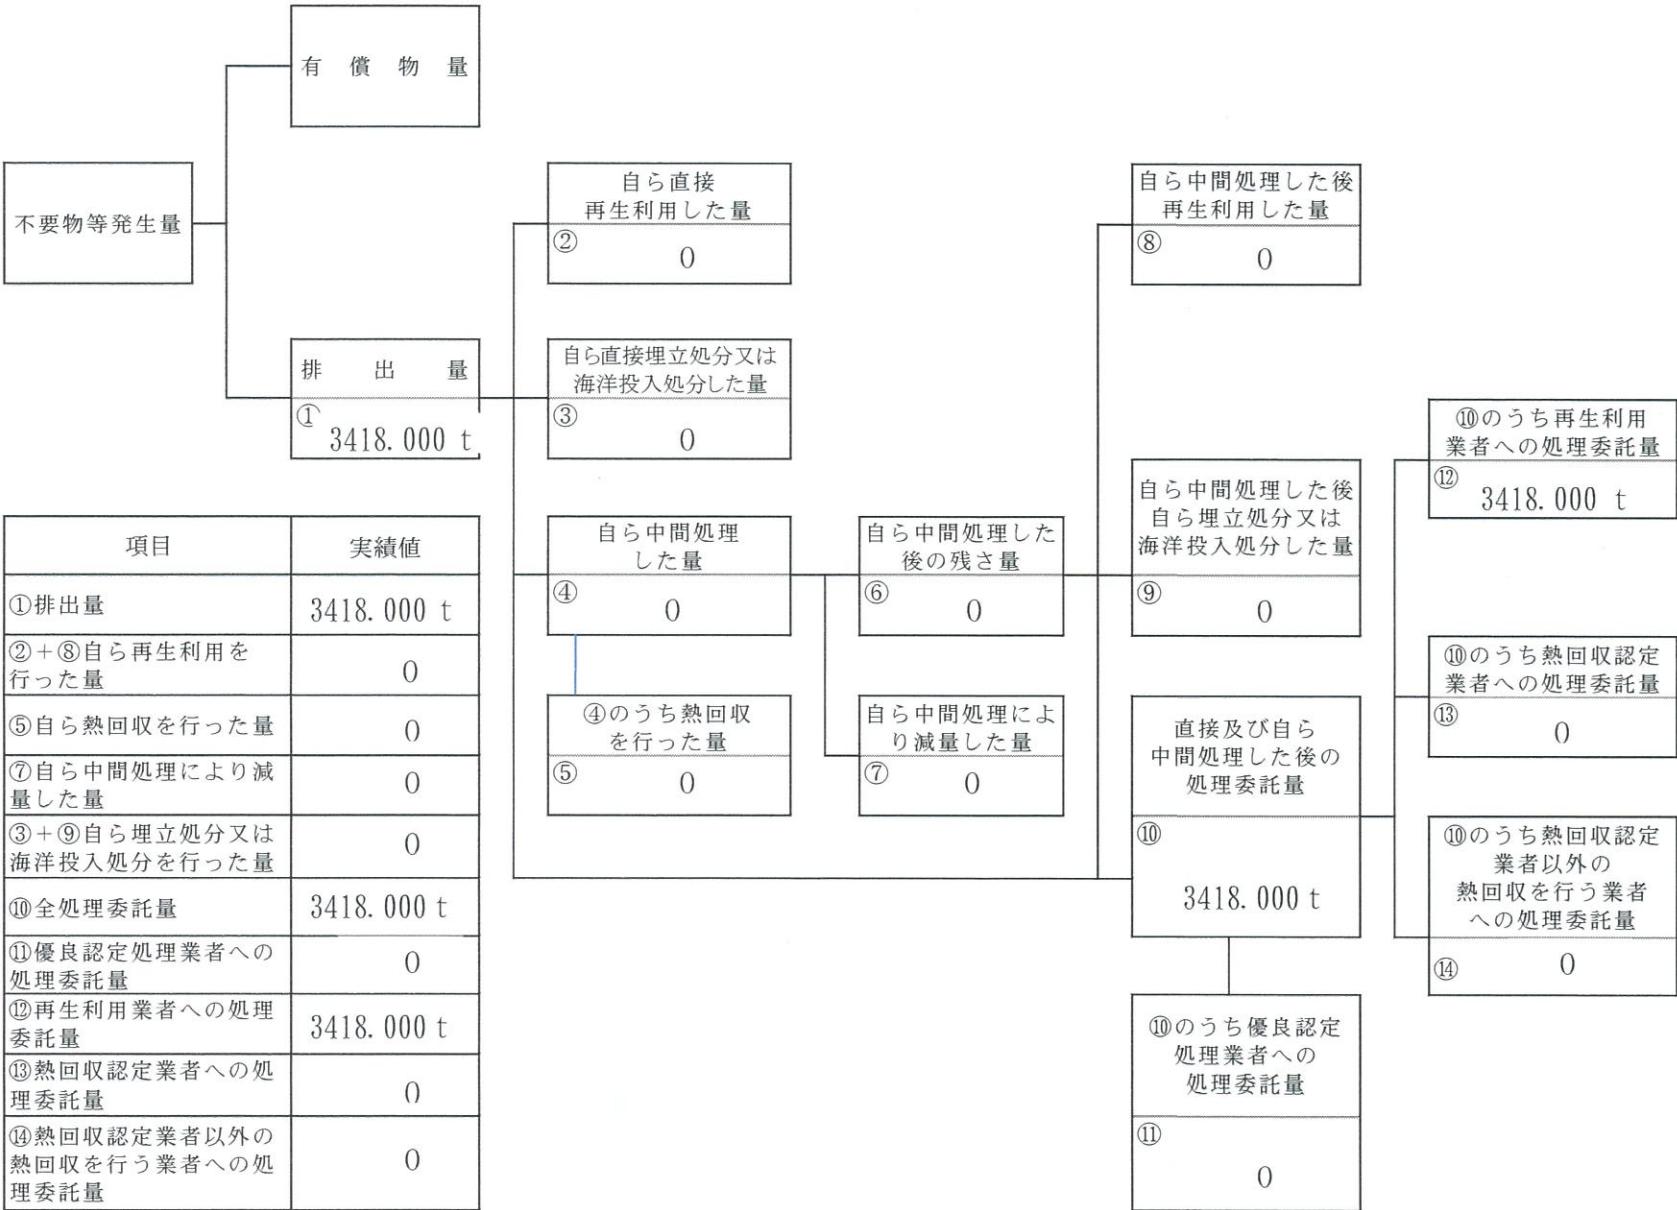 有償物量
不要物等発生量
排出量
①
3418.000 t
自ら直接
再生利用した量
②
0
自ら直接埋立処分又は
海洋投入処分した量
③
0
自ら中間処理
した量
④
0
④のうち熱回収
を行った量
⑤
0
自ら中間処理した
後の残さ量
⑥
0
自ら中間処理によ
り減量した量
⑦
0
自ら中間処理した後
再生利用した量
⑧
0
自ら中間処理した後
自ら埋立処分又は
海洋投入処分した量
⑨
0
直接及び自ら
中間処理した後の
処理委託量
⑩
3418.000 t
⑩のうち優良認定
処理業者への
処理委託量
⑪
0
⑩のうち再生利用
業者への処理委託量
⑫
3418.000 t
⑩のうち熱回収認定
業者への処理委託量
⑬
0
⑩のうち熱回収認定
業者以外の
熱回収を行う業者
への処理委託量
⑭
0
項目 実績値
①排出量 3418.000 t
②+⑧自ら再生利用を
行った量 0
⑤自ら熱回収を行った量 0
⑦自ら中間処理により減
量した量 0
③+⑨自ら埋立処分又は
海洋投入処分を行った量 0
⑩全処理委託量 3418.000 t
⑪優良認定処理業者への
処理委託量 0
⑫再生利用業者への処理
委託量 3418.000 t
⑬熱回収認定業者への処
理委託量 0
⑭熱回収認定業者以外の
熱回収を行う業者への処
理委託量 0